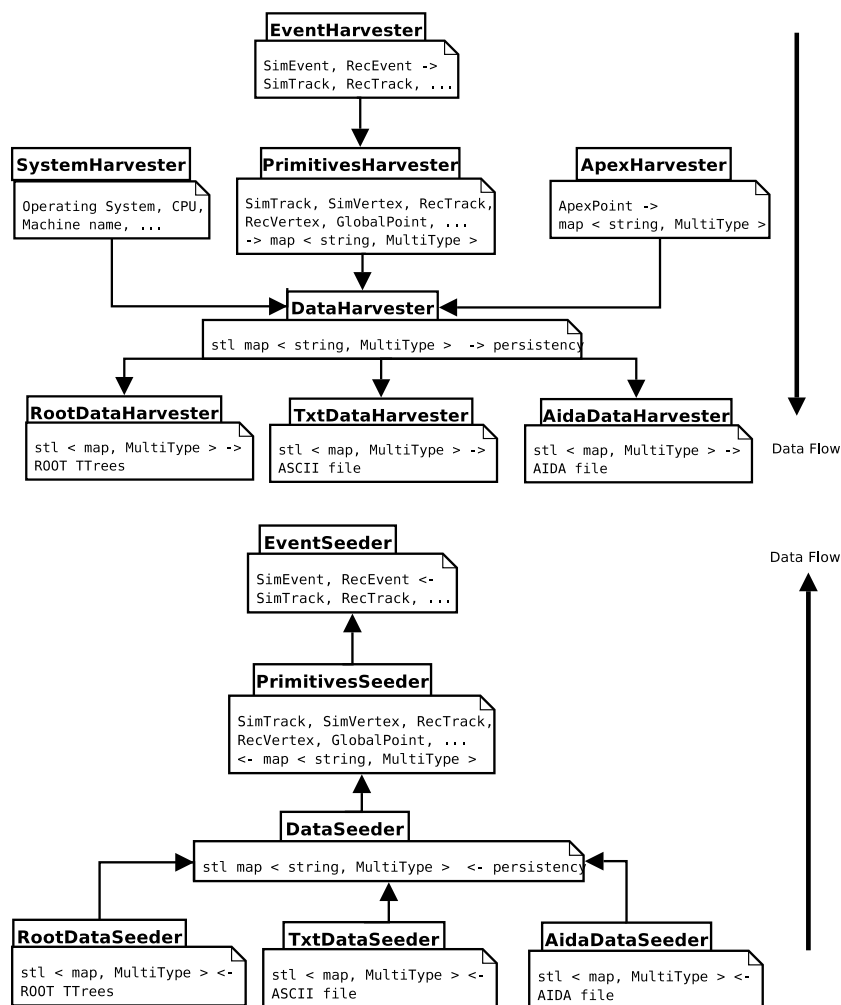 EventHarvester
SimEvent, RecEvent ->
SimTrack, RecTrack, ...
SystemHarvester
Operating System, CPU,
Machine name, ...
PrimitivesHarvester
SimTrack, SimVertex, RecTrack,
RecVertex, GlobalPoint, ...
-> map < string, MultiType >
ApexHarvester
ApexPoint ->
map < string, MultiType >
DataHarvester
stl map < string, MultiType >  -> persistency
RootDataHarvester
stl < map, MultiType > ->
ROOT TTrees
TxtDataHarvester
stl < map, MultiType > ->
ASCII file
AidaDataHarvester
stl < map, MultiType > ->
AIDA file
Data Flow
EventSeeder
SimEvent, RecEvent <-
SimTrack, RecTrack, ...
Data Flow
PrimitivesSeeder
SimTrack, SimVertex, RecTrack,
RecVertex, GlobalPoint, ...
<- map < string, MultiType >
DataSeeder
stl map < string, MultiType >  <- persistency
RootDataSeeder
stl < map, MultiType > <-
ROOT TTrees
TxtDataSeeder
stl < map, MultiType > <-
ASCII file
AidaDataSeeder
stl < map, MultiType > <-
AIDA file